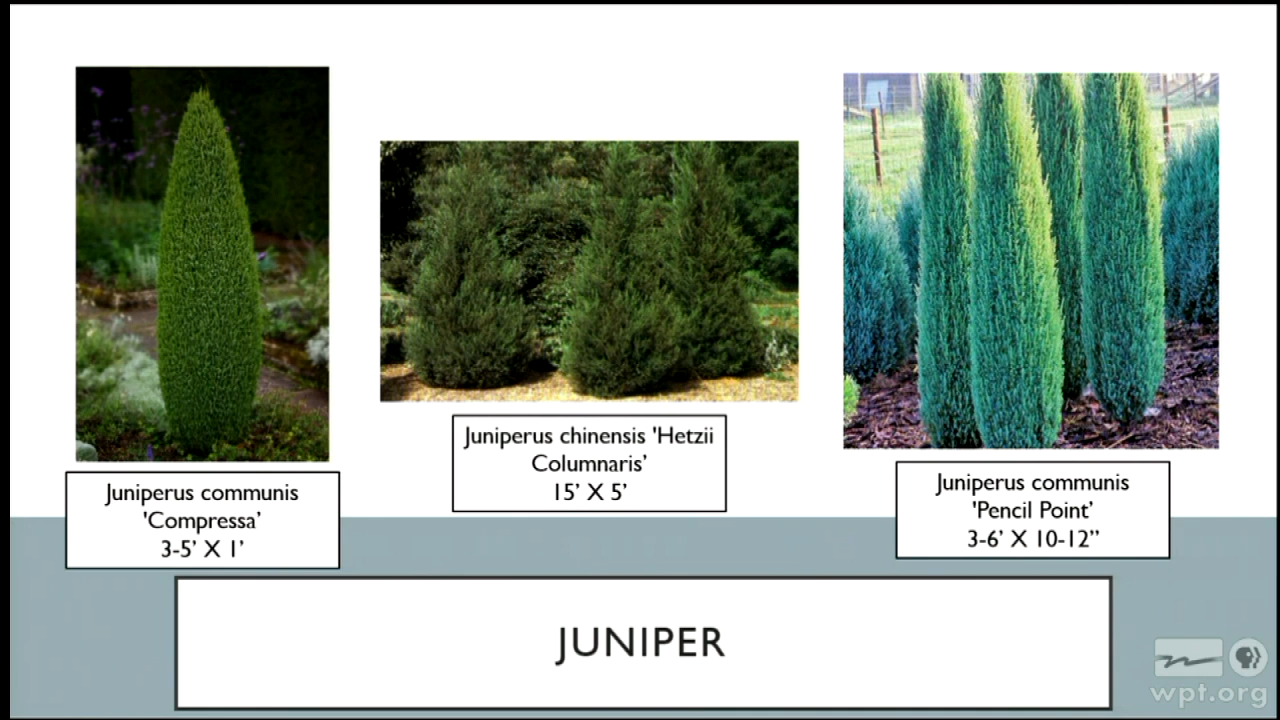 Juniperus communis
'Compressa’
3-5’ X 1’
Juniperus chinensis 'Hetzii
Columnaris’
15’ X 5’
Juniperus communis
'Pencil Point’
3-6’ X 10-12”
JUNIPER
wpt.org